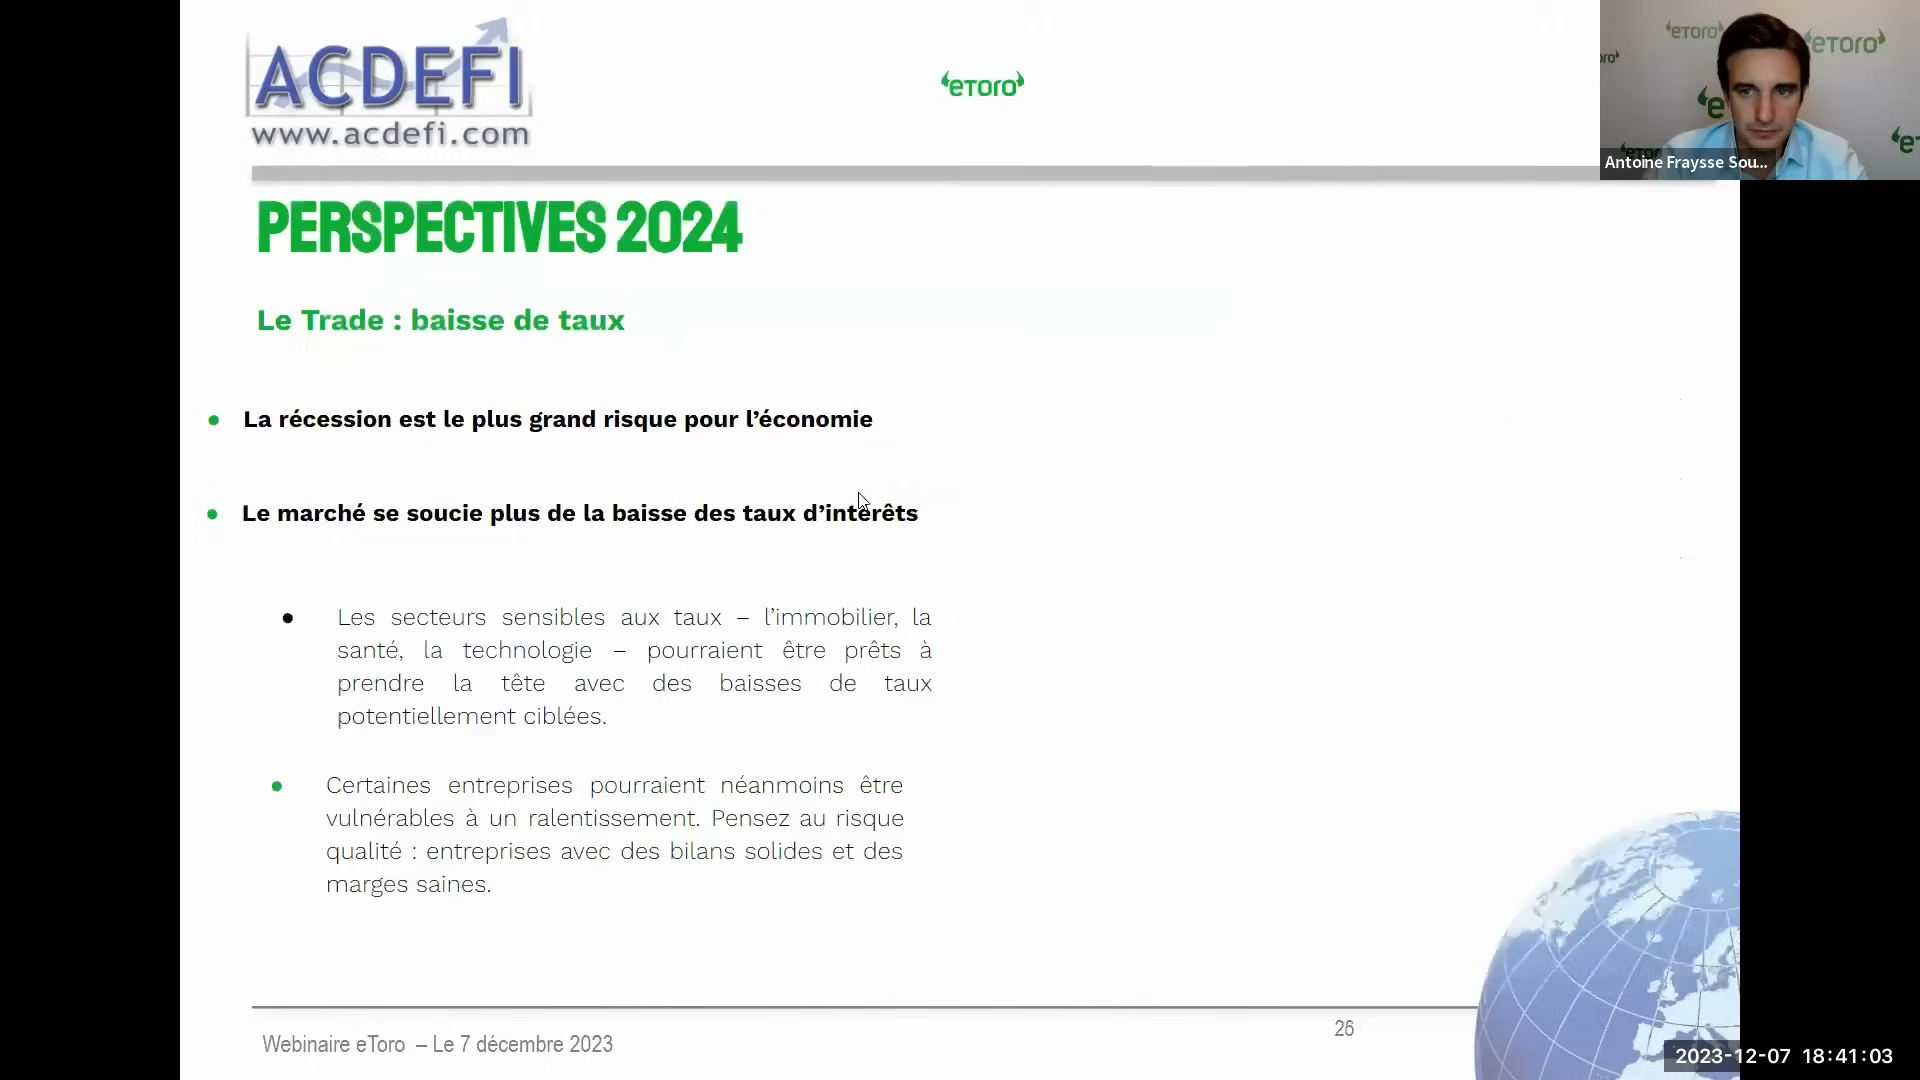 ACDEFI
www.acdefi.com
eTORO
eTORO
eTORO
Antoine Fraysse Sou...
PERSPECTIVES 2024
Le Trade : baisse de taux
• La récession est le plus grand risque pour l’économie
• Le marché se soucie plus de la baisse des taux d’intérêts
• Les secteurs sensibles aux taux – l’immobilier, la
santé, la technologie – pourraient être prêts à
prendre la tête avec des baisses de taux
potentiellement ciblées.
• Certaines entreprises pourraient néanmoins être
vulnérables à un ralentissement. Pensez au risque
qualité : entreprises avec des bilans solides et des
marges saines.
Webinaire eToro – Le 7 décembre 2023
26
2023-12-07 18:41:03